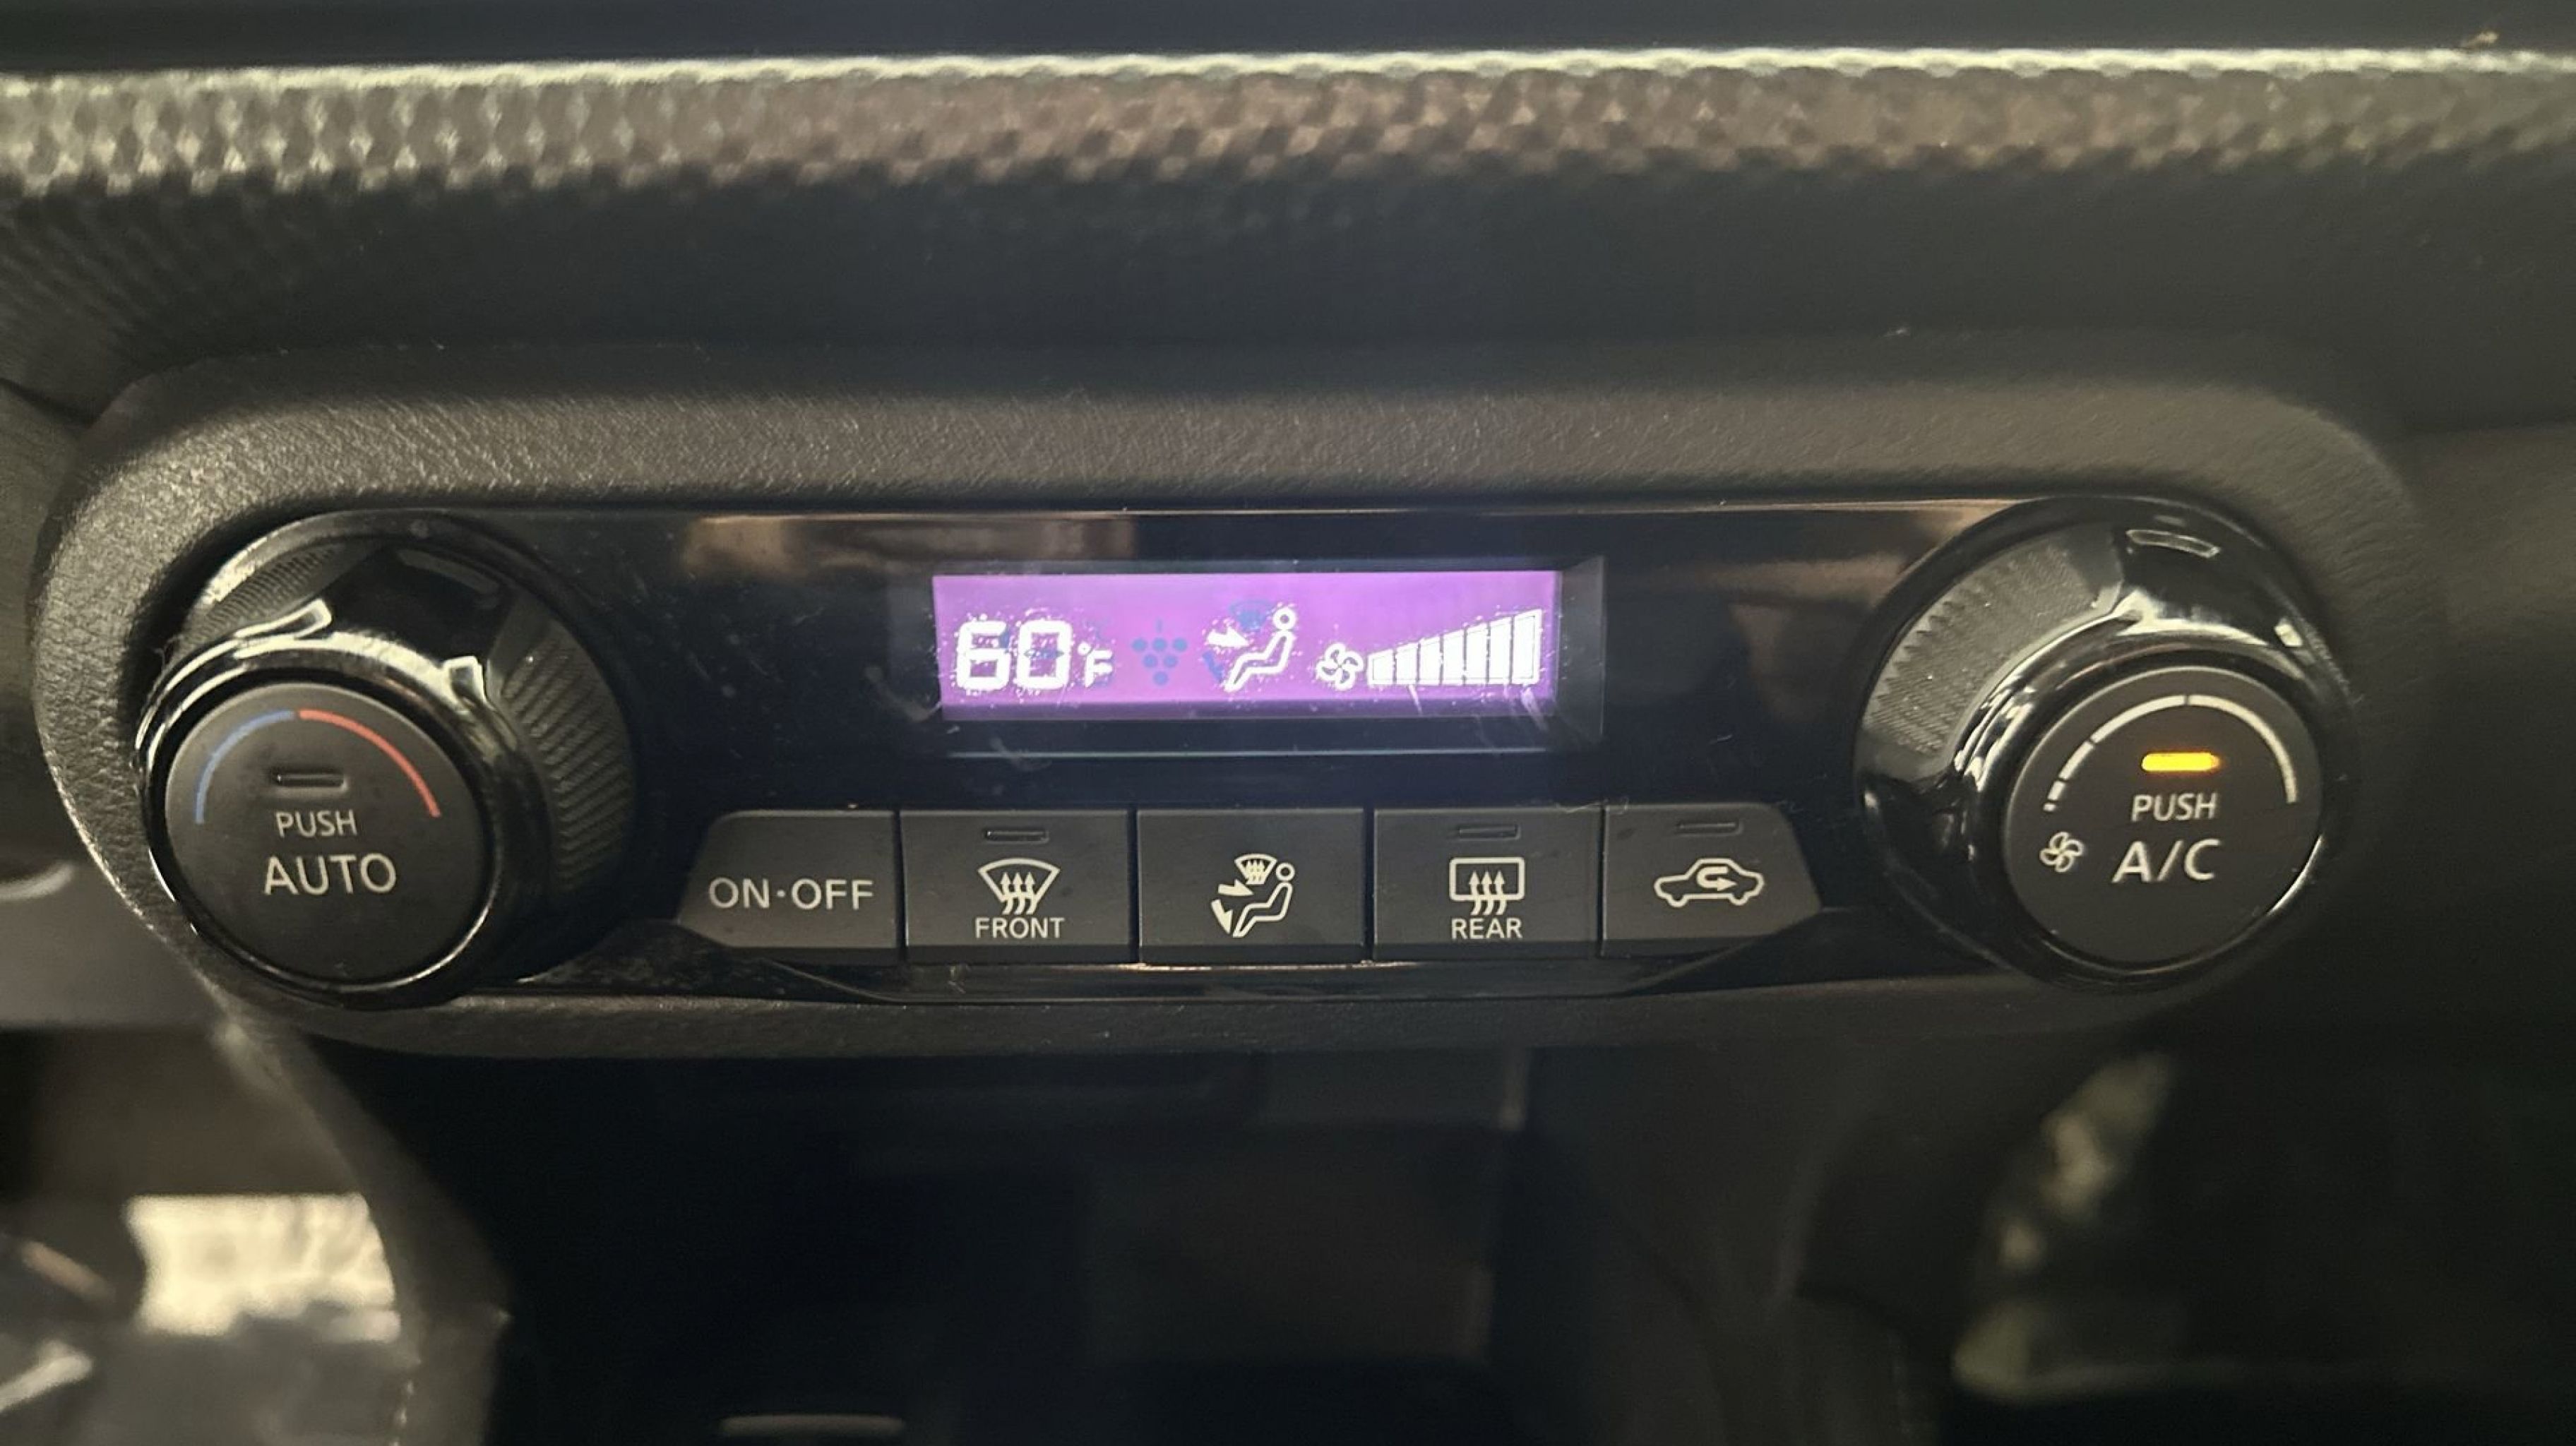 60°F
PUSH
AUTO
ON·OFF
FRONT
REAR
PUSH
A/C